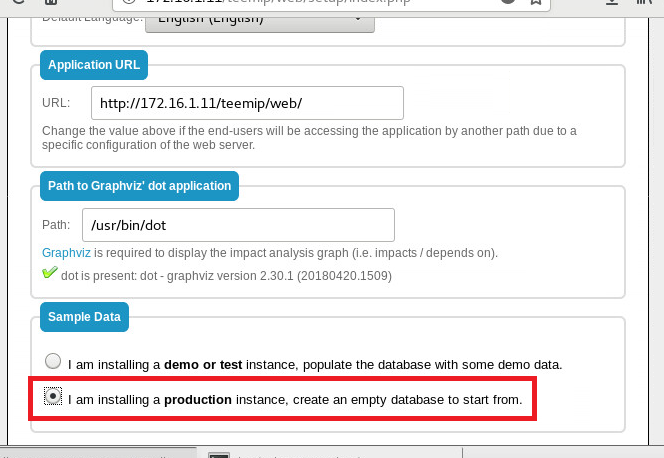 172.16.1.11/teemip/web/setup/index.php
Default Language: English (English)
Application URL
URL: http://172.16.1.11/teemip/web/
Change the value above if the end-users will be accessing the application by another path due to a
specific configuration of the web server.
Path to Graphviz' dot application
Path: /usr/bin/dot
Graphviz is required to display the impact analysis graph (i.e. impacts / depends on).
dot is present: dot - graphviz version 2.30.1 (20180420.1509)
Sample Data
I am installing a demo or test instance, populate the database with some demo data.
I am installing a production instance, create an empty database to start from.